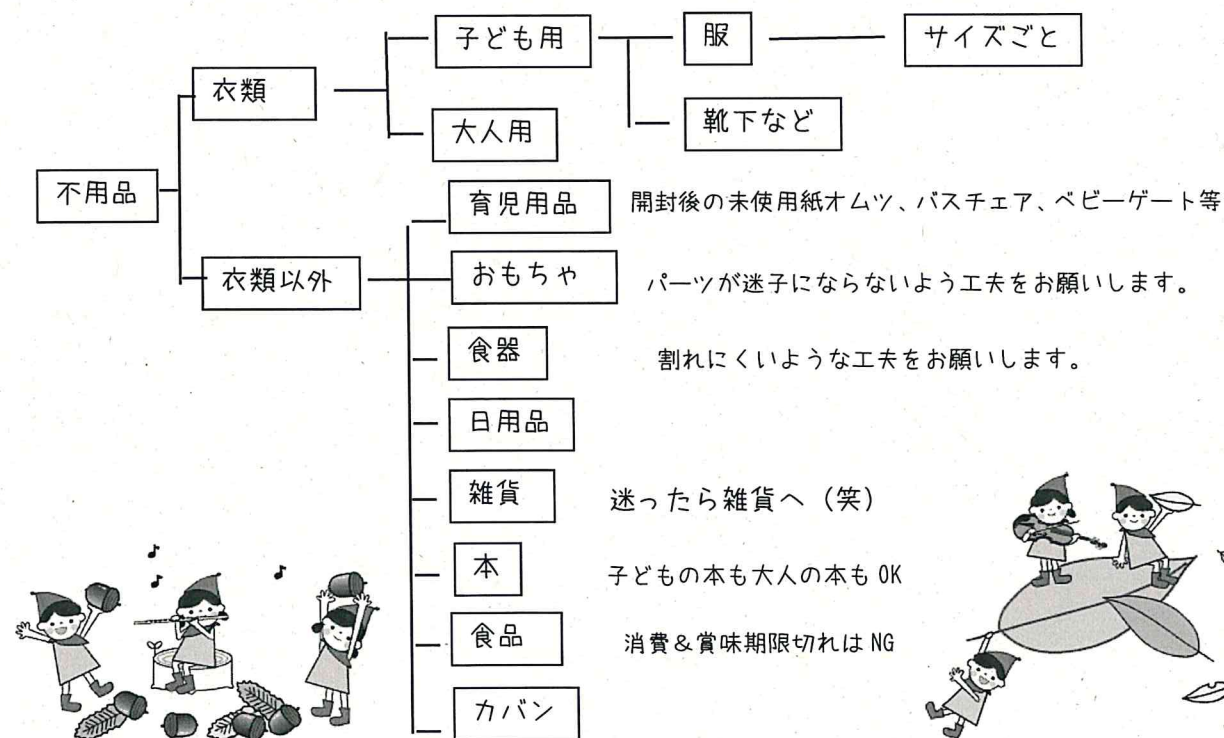 子ども用
服
サイズごと
衣類
大人用
靴下など
不用品
育児用品 開封後の未使用紙オムツ、バスチェア、ベビーゲート等
衣類以外
おもちゃ パーツが迷子にならないよう工夫をお願いします。
食器 割れにくいような工夫をお願いします。
日用品
雑貨 迷ったら雑貨へ(笑)
本 子どもの本も大人の本も OK
食品 消費&賞味期限切れは NG
カバン